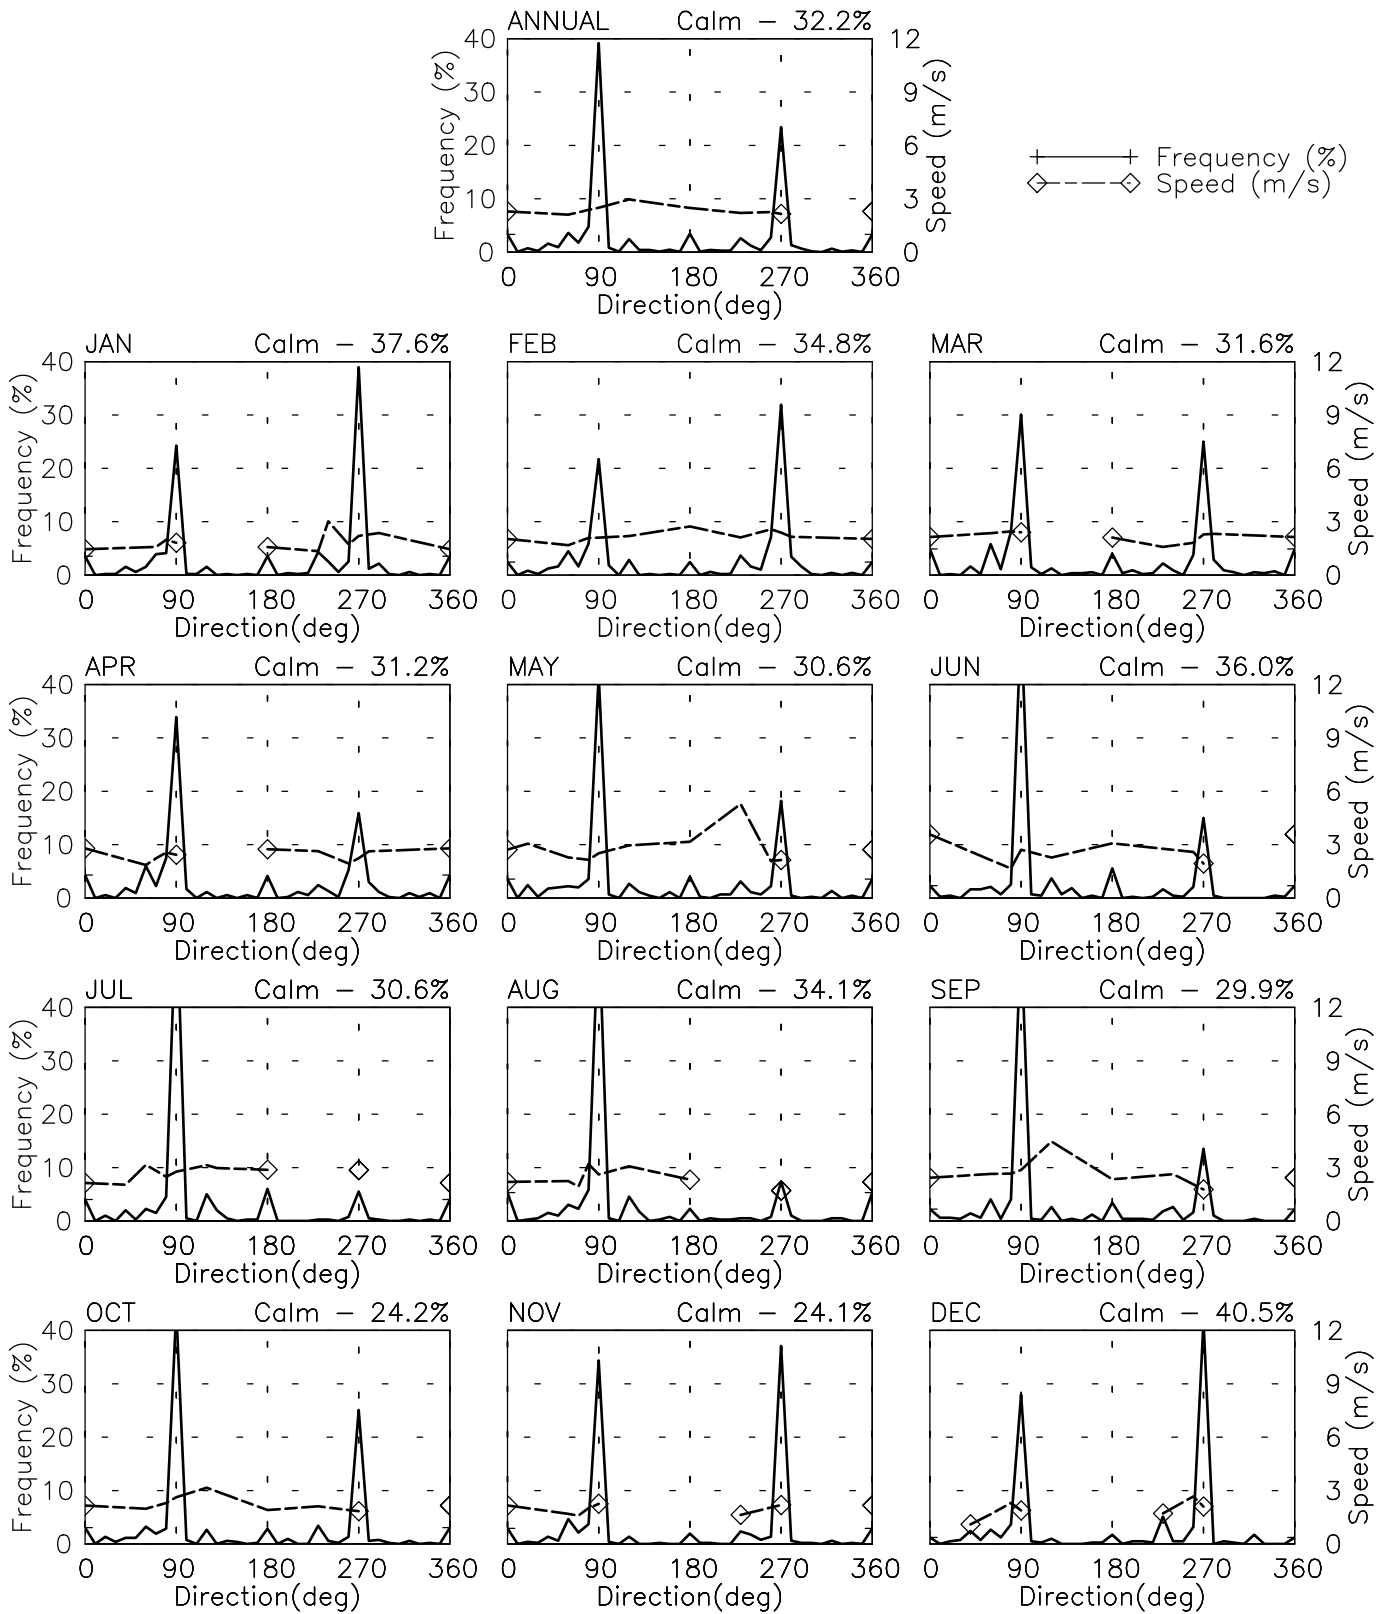 ANNUAL Calm – 32.2%
40 12
30 9
20 6
10 3
0 0
Frequency (%)
Speed (m/s)
0 90 180 270 360
Direction(deg)
Frequency (%)
Speed (m/s)
JAN Calm – 37.6% FEB Calm – 34.8% MAR Calm – 31.6%
40 12
30 9
20 6
10 3
0 0
Frequency (%)
Speed (m/s)
0 90 180 270 360 0 90 180 270 360 0 90 180 270 360
Direction(deg) Direction(deg) Direction(deg)
APR Calm – 31.2% MAY Calm – 30.6% JUN Calm – 36.0%
40 12
30 9
20 6
10 3
0 0
Frequency (%)
Speed (m/s)
0 90 180 270 360 0 90 180 270 360 0 90 180 270 360
Direction(deg) Direction(deg) Direction(deg)
JUL Calm – 30.6% AUG Calm – 34.1% SEP Calm – 29.9%
40 12
30 9
20 6
10 3
0 0
Frequency (%)
Speed (m/s)
0 90 180 270 360 0 90 180 270 360 0 90 180 270 360
Direction(deg) Direction(deg) Direction(deg)
OCT Calm – 24.2% NOV Calm – 24.1% DEC Calm – 40.5%
40 12
30 9
20 6
10 3
0 0
Frequency (%)
Speed (m/s)
0 90 180 270 360 0 90 180 270 360 0 90 180 270 360
Direction(deg) Direction(deg) Direction(deg)